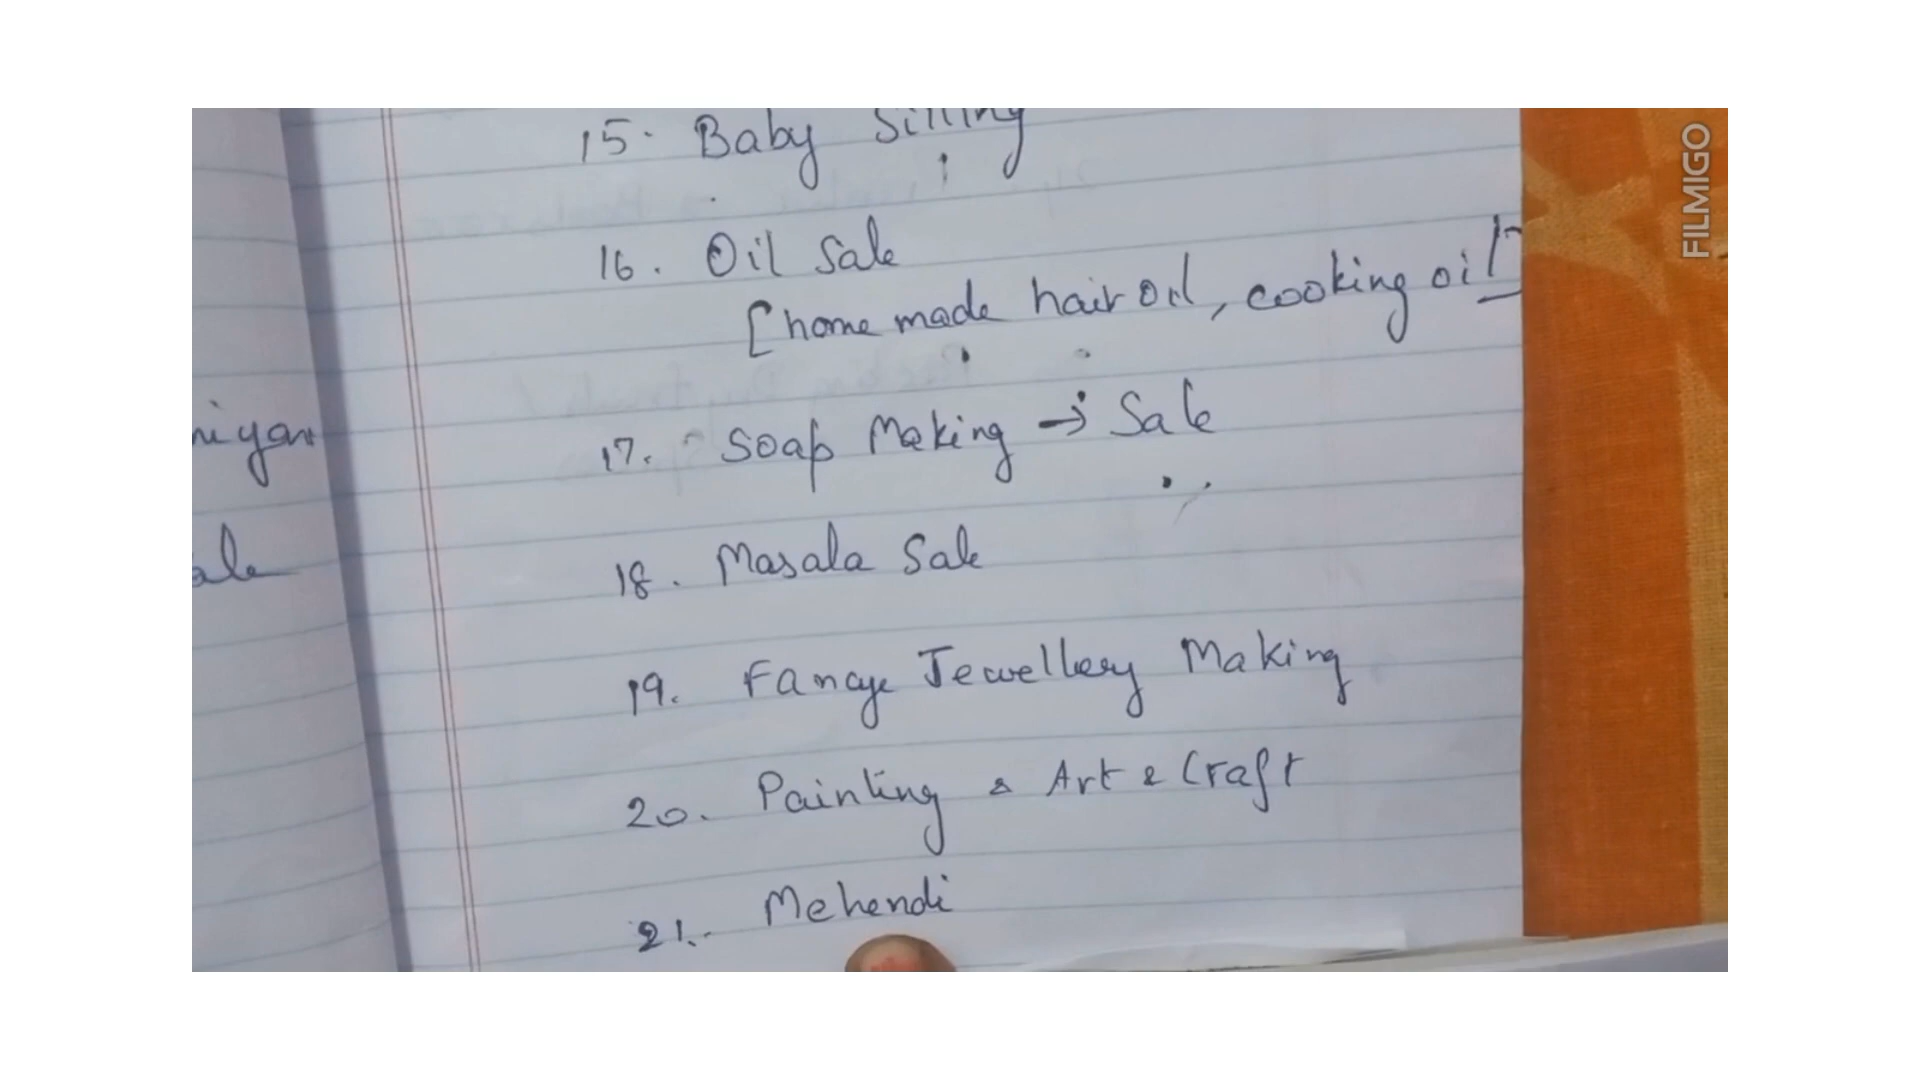 15. Baby Sitting
16. Oil Sale
[home made hair oil, cooking oil]
17. Soap Making → Sale
18. Masala Sale
19. Fancye Jewellery Making
20. Painting & Art & Craft
21. Mehendi
FILMIGO